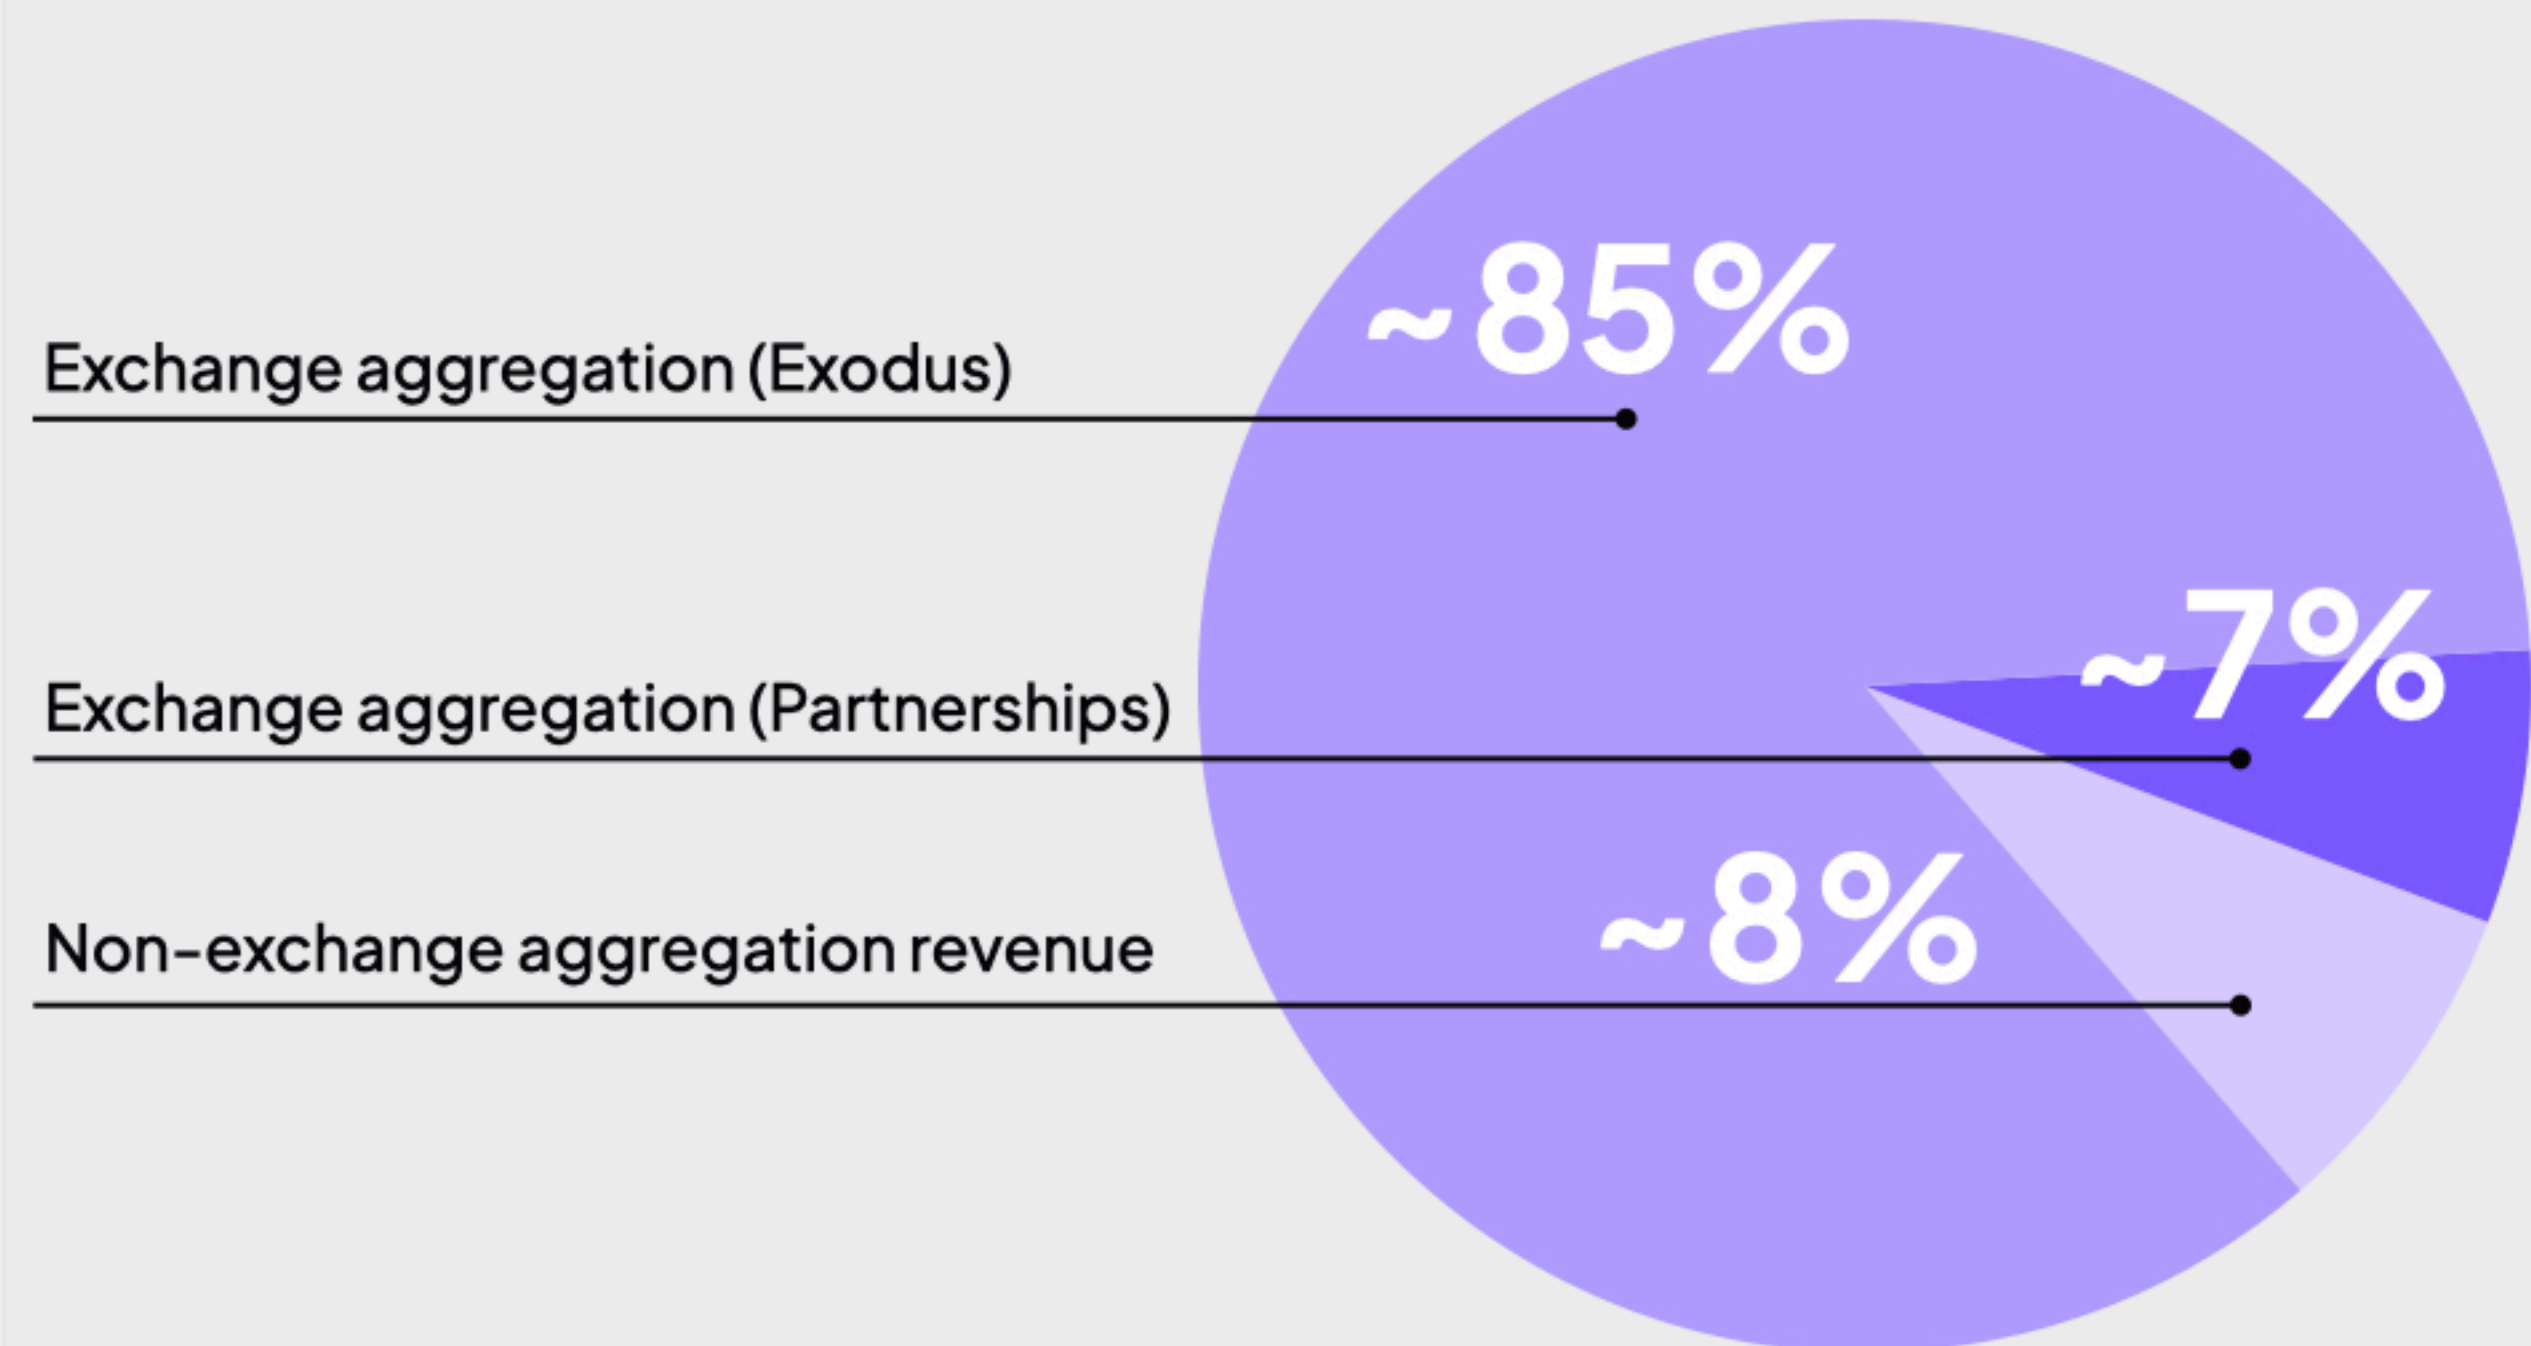 ~85%
Exchange aggregation (Exodus)
~7%
Exchange aggregation (Partnerships)
~8%
Non-exchange aggregation revenue